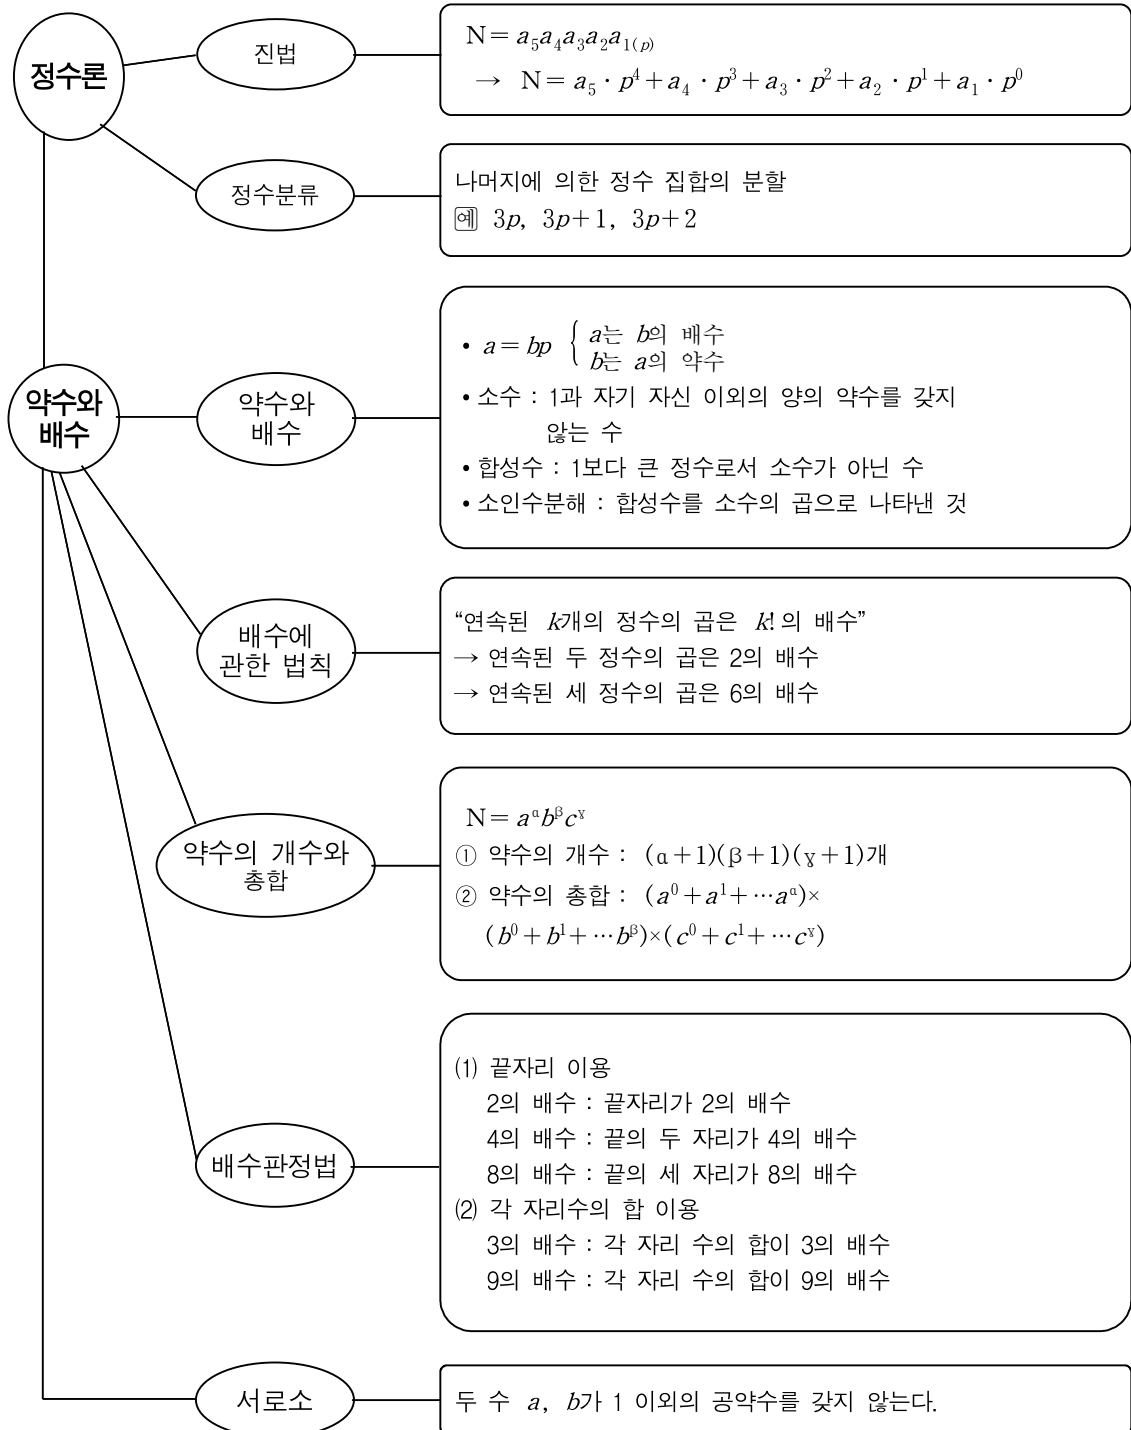 정수론
진법
N = a₅a₄a₃a₂a₁₍ₚ₎
→ N = a₅ · p⁴ + a₄ · p³ + a₃ · p² + a₂ · p¹ + a₁ · p⁰
정수분류
나머지에 의한 정수 집합의 분할
예 3p, 3p+1, 3p+2
약수와
배수
약수와
배수
• a = bp { a는 b의 배수
b는 a의 약수
• 소수 : 1과 자기 자신 이외의 양의 약수를 갖지
않는 수
• 합성수 : 1보다 큰 정수로서 소수가 아닌 수
• 소인수분해 : 합성수를 소수의 곱으로 나타낸 것
배수에
관한 법칙
“연속된 k개의 정수의 곱은 k!의 배수”
→ 연속된 두 정수의 곱은 2의 배수
→ 연속된 세 정수의 곱은 6의 배수
약수의 개수와
총합
N = a^α b^β c^γ
① 약수의 개수 : (α+1)(β+1)(γ+1)개
② 약수의 총합 : (a⁰+a¹+⋯a^α)×
(b⁰+b¹+⋯b^β)×(c⁰+c¹+⋯c^γ)
배수판정법
(1) 끝자리 이용
2의 배수 : 끝자리가 2의 배수
4의 배수 : 끝의 두 자리가 4의 배수
8의 배수 : 끝의 세 자리가 8의 배수
(2) 각 자리수의 합 이용
3의 배수 : 각 자리 수의 합이 3의 배수
9의 배수 : 각 자리 수의 합이 9의 배수
서로소
두 수 a, b가 1 이외의 공약수를 갖지 않는다.